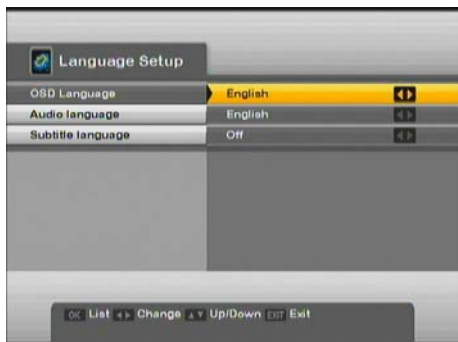 Language Setup
OSD Language English
Audio language English
Subtitle language Off
OK List Change Up/Down EXIT Exit